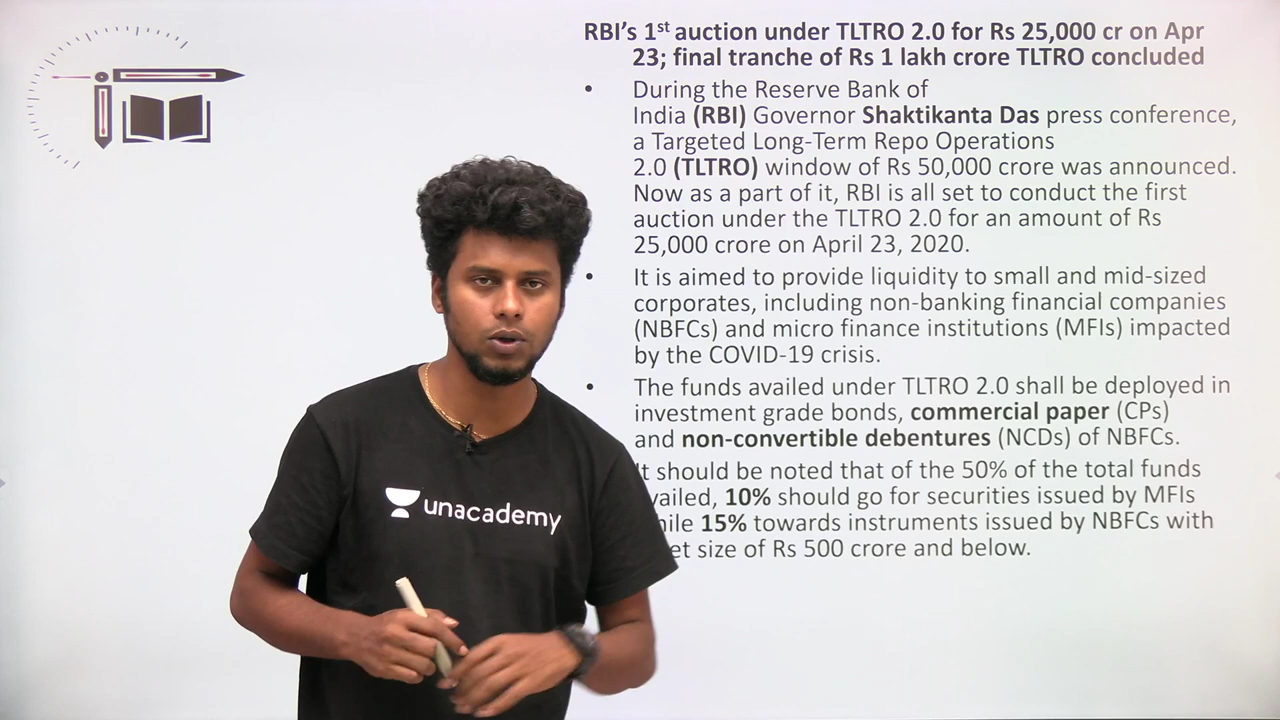 RBI's 1st auction under TLTRO 2.0 for Rs 25,000 cr on Apr
23; final tranche of Rs 1 lakh crore TLTRO concluded
• During the Reserve Bank of
India (RBI) Governor Shaktikanta Das press conference,
a Targeted Long-Term Repo Operations
2.0 (TLTRO) window of Rs 50,000 crore was announced.
Now as a part of it, RBI is all set to conduct the first
auction under the TLTRO 2.0 for an amount of Rs
25,000 crore on April 23, 2020.
• It is aimed to provide liquidity to small and mid-sized
corporates, including non-banking financial companies
(NBFCs) and micro finance institutions (MFIs) impacted
by the COVID-19 crisis.
• The funds availed under TLTRO 2.0 shall be deployed in
investment grade bonds, commercial paper (CPs)
and non-convertible debentures (NCDs) of NBFCs.
It should be noted that of the 50% of the total funds
10% should go for securities issued by MFIs
15% towards instruments issued by NBFCs with
size of Rs 500 crore and below.
unacademy